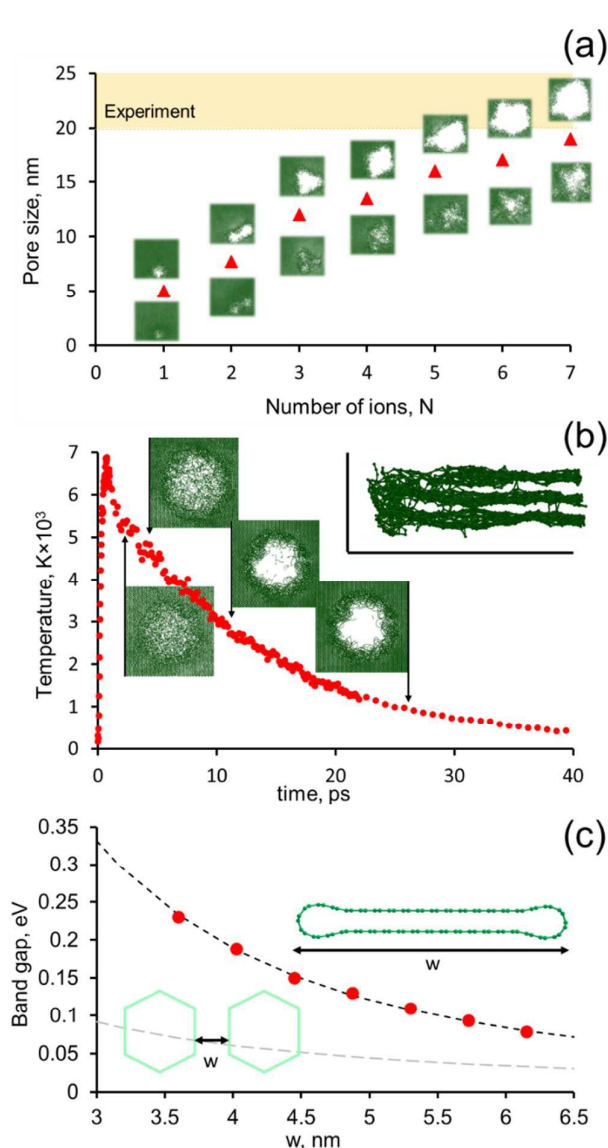 (a)
25
20
15
10
5
0
Pore size, nm
Experiment
0 1 2 3 4 5 6 7
Number of ions, N
(b)
7
6
5
4
3
2
1
0
Temperature, K×10³
0 10 20 30 40
time, ps
(c)
0.35
0.3
0.25
0.2
0.15
0.1
0.05
0
Band gap, eV
w
w
3 3.5 4 4.5 5 5.5 6 6.5
w, nm